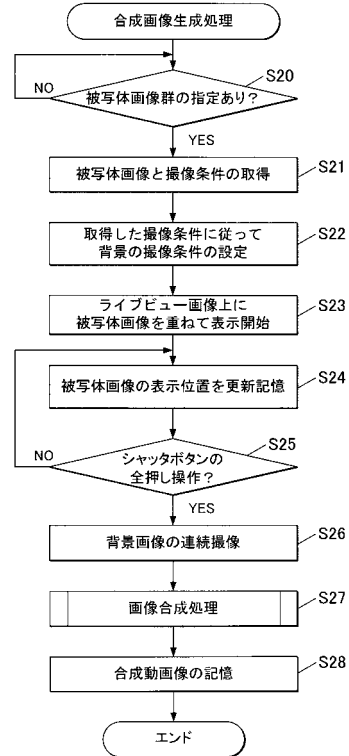 合成画像生成処理
S20
NO
被写体画像群の指定あり?
YES
S21
被写体画像と撮像条件の取得
S22
取得した撮像条件に従って
背景の撮像条件の設定
S23
ライブビュー画像上に
被写体画像を重ねて表示開始
S24
被写体画像の表示位置を更新記憶
S25
NO
シャッタボタンの
全押し操作?
YES
S26
背景画像の連続撮像
S27
画像合成処理
S28
合成動画像の記憶
エンド